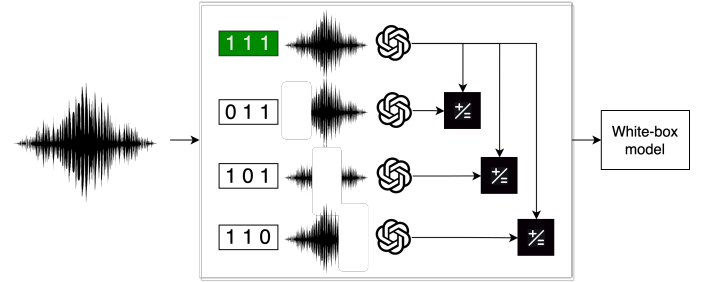 1 1 1
0 1 1
+/=
1 0 1
+/=
1 1 0
+/=
White-box
model